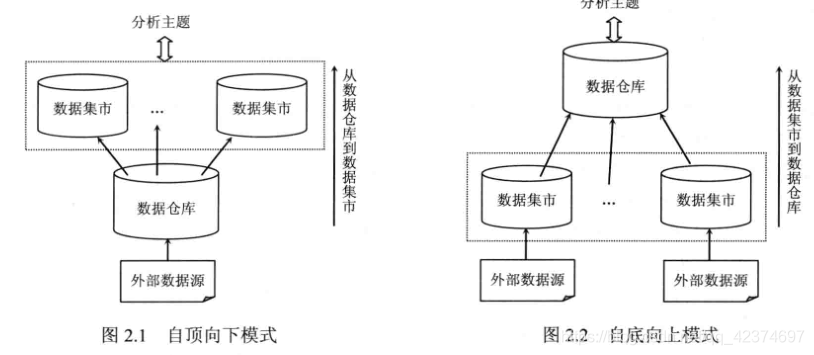 分析主题
数据集市
...
数据集市
从数据仓库到数据集市
数据仓库
外部数据源
图 2.1 自顶向下模式
分析主题
数据仓库
从数据集市到数据仓库
数据集市
...
数据集市
外部数据源
外部数据源
图 2.2 自底向上模式
qq_42374697